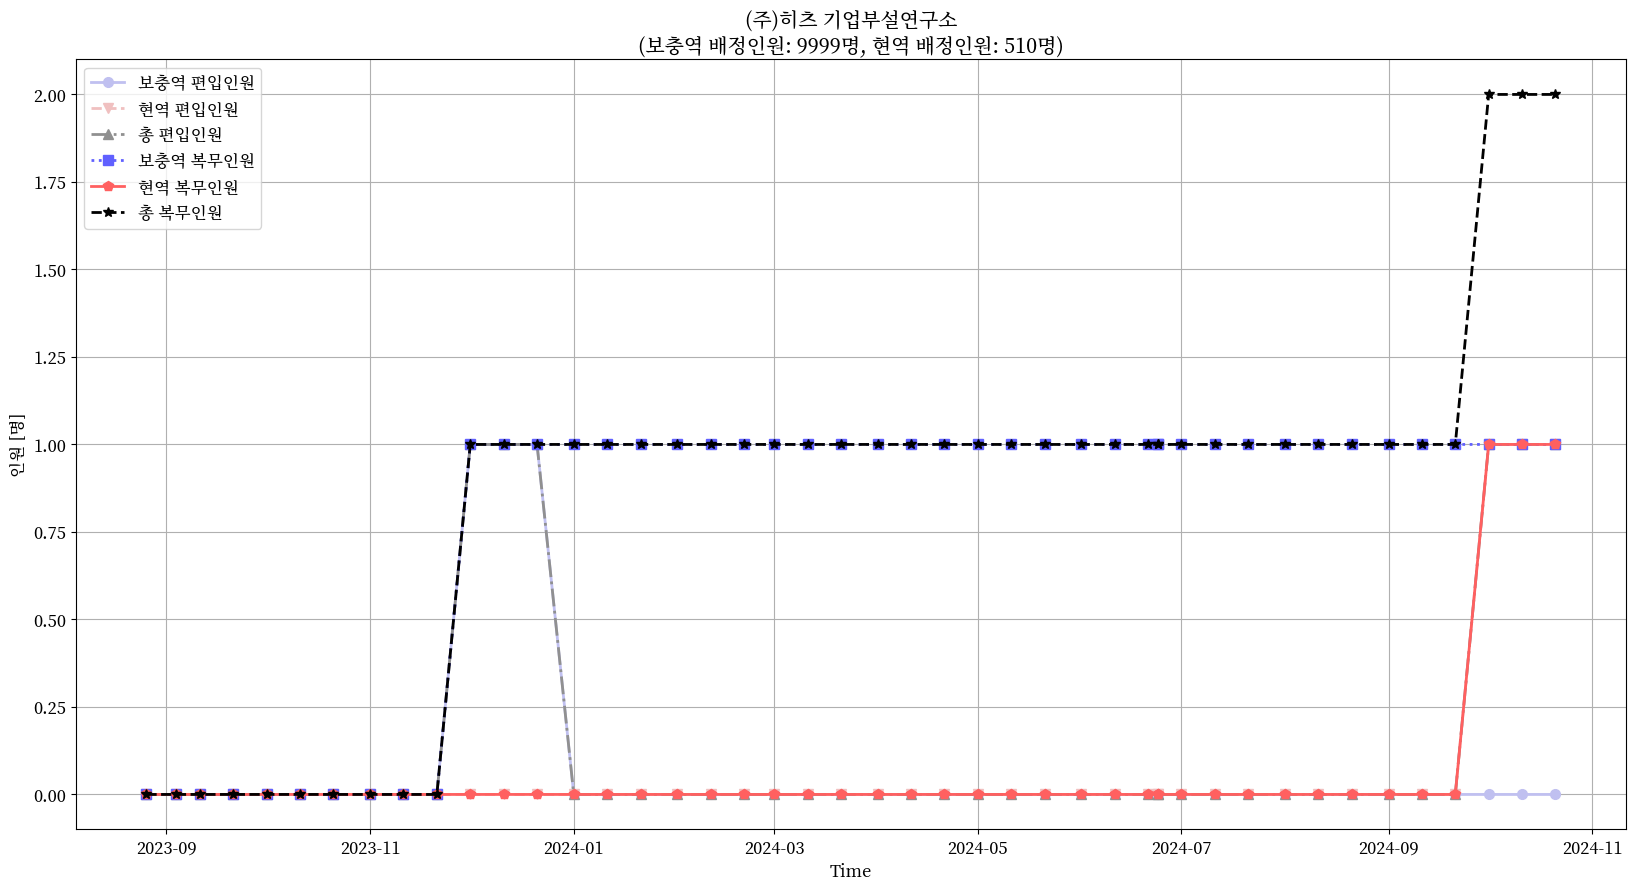 (주)히츠 기업부설연구소
(보충역 배정인원: 9999명, 현역 배정인원: 510명)
보충역 편입인원
현역 편입인원
총 편입인원
보충역 복무인원
현역 복무인원
총 복무인원
인원 [명]
2.00
1.75
1.50
1.25
1.00
0.75
0.50
0.25
0.00
2023-09
2023-11
2024-01
2024-03
2024-05
2024-07
2024-09
2024-11
Time